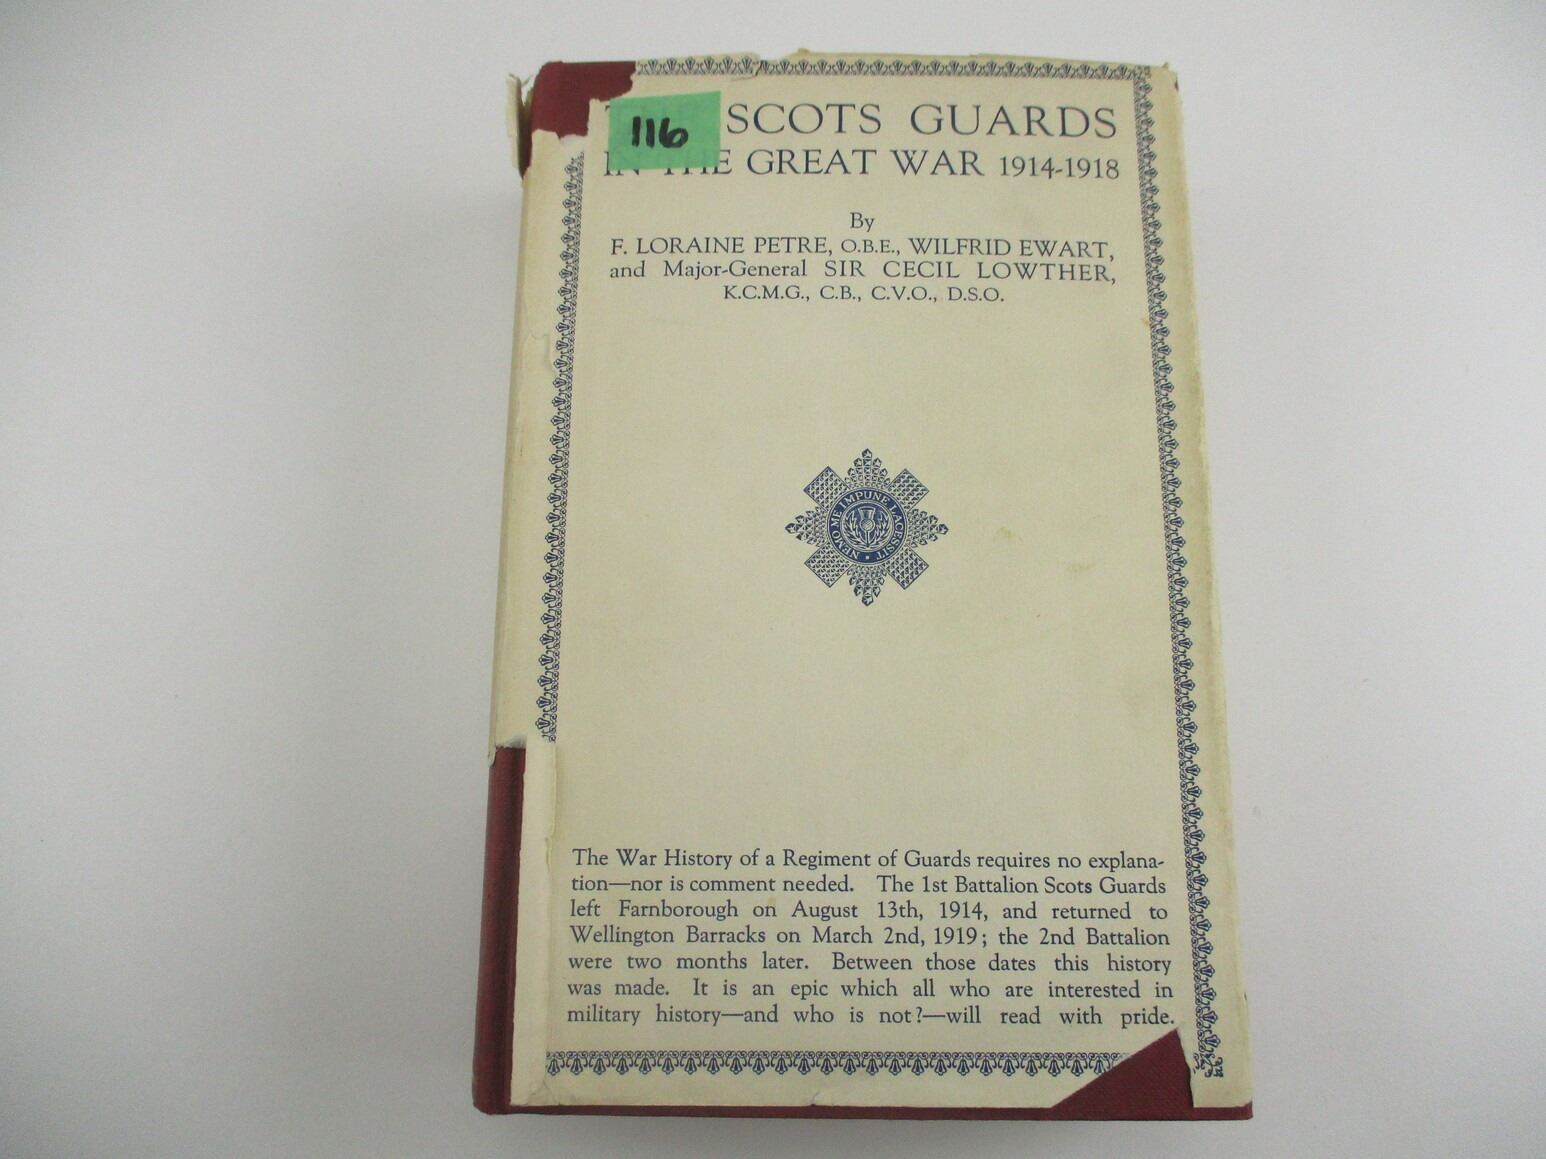 116
SCOTS GUARDS
IN THE GREAT WAR 1914-1918
By
F. LORAINE PETRE, O.B.E., WILFRID EWART,
and Major-General SIR CECIL LOWTHER,
K.C.M.G., C.B., C.V.O., D.S.O.
NEMO ME IMPUNE LACESSIT
The War History of a Regiment of Guards requires no explana-
tion—nor is comment needed. The 1st Battalion Scots Guards
left Farnborough on August 13th, 1914, and returned to
Wellington Barracks on March 2nd, 1919; the 2nd Battalion
were two months later. Between those dates this history
was made. It is an epic which all who are interested in
military history—and who is not?—will read with pride.